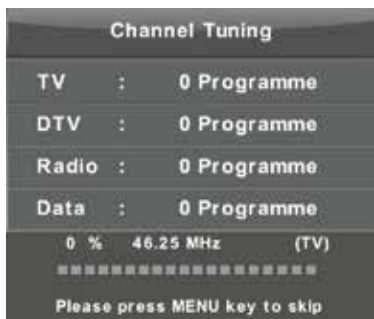 Channel Tuning
TV : 0 Programme
DTV : 0 Programme
Radio : 0 Programme
Data : 0 Programme
0 % 46.25 MHz (TV)
Please press MENU key to skip